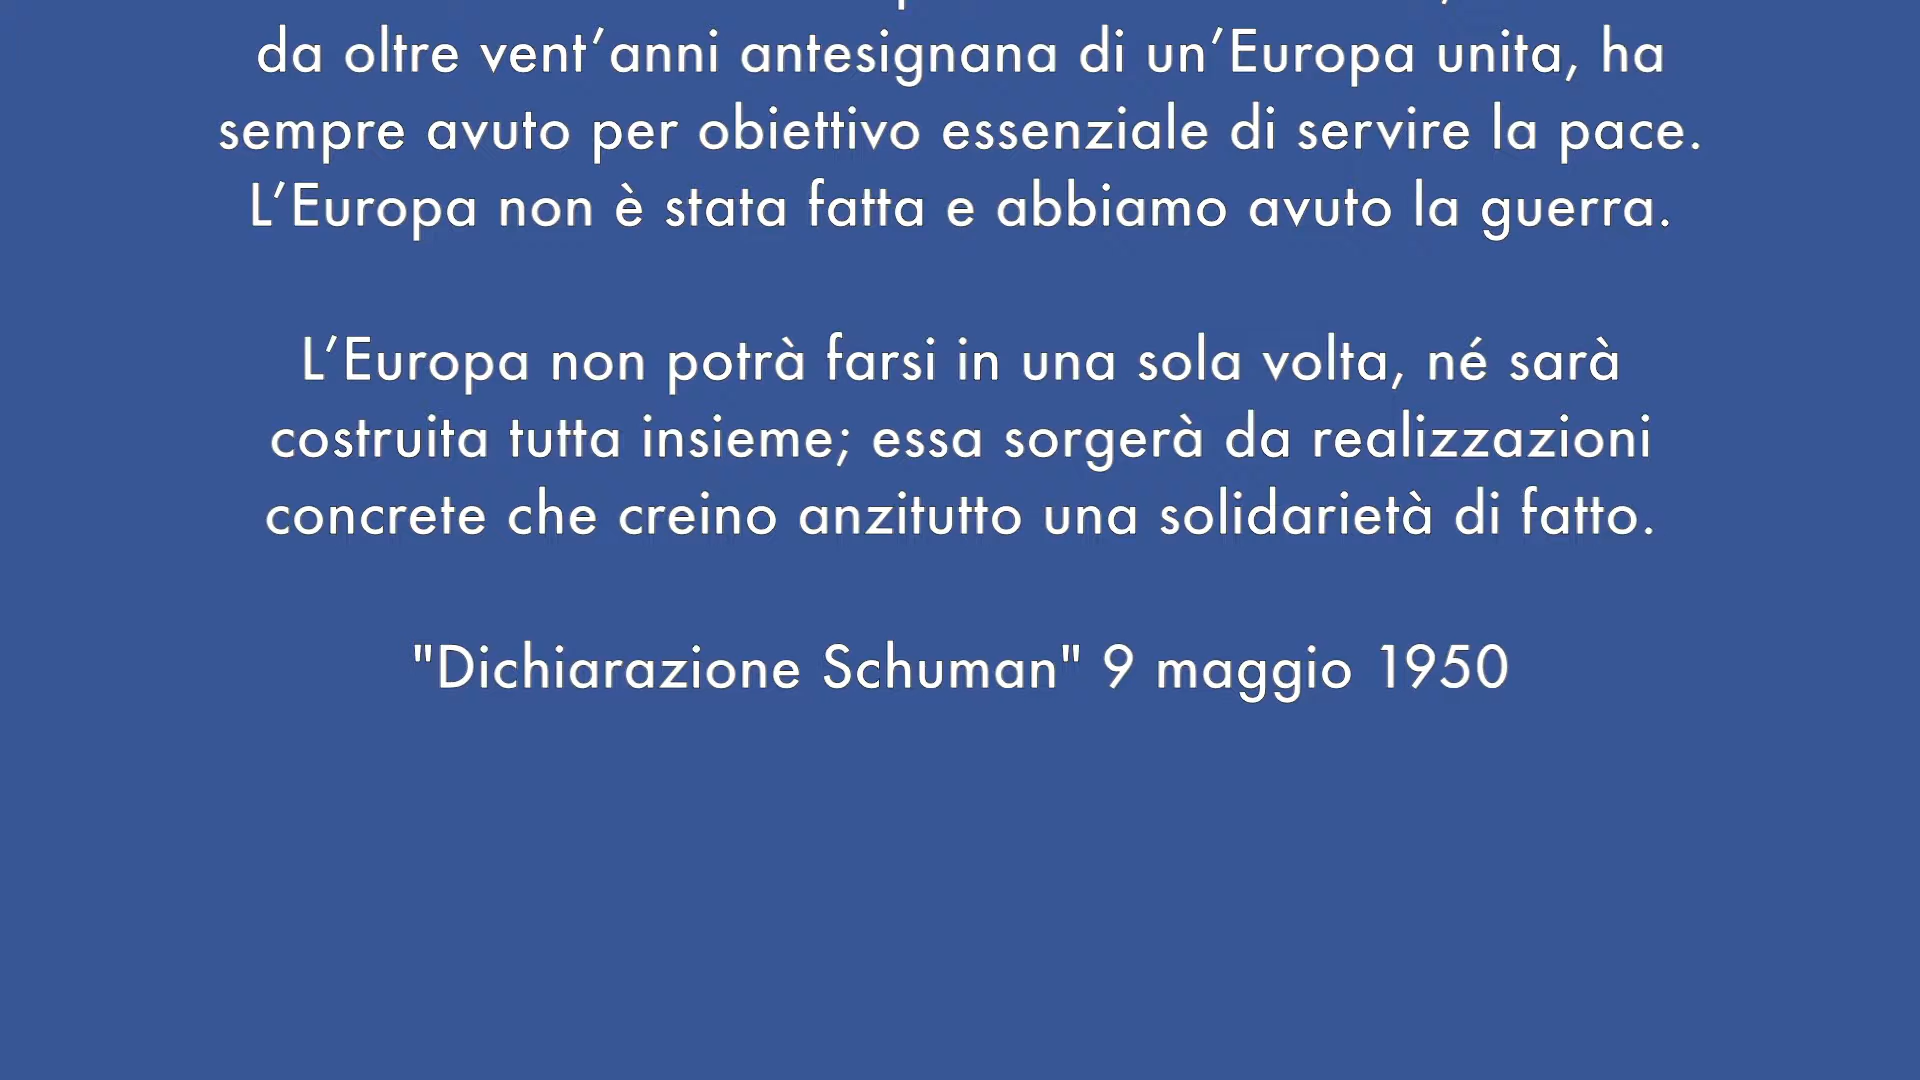 da oltre vent’anni antesignana di un’Europa unita, ha
sempre avuto per obiettivo essenziale di servire la pace.
L’Europa non è stata fatta e abbiamo avuto la guerra.
L’Europa non potrà farsi in una sola volta, né sarà
costruita tutta insieme; essa sorgerà da realizzazioni
concrete che creino anzitutto una solidarietà di fatto.
"Dichiarazione Schuman" 9 maggio 1950